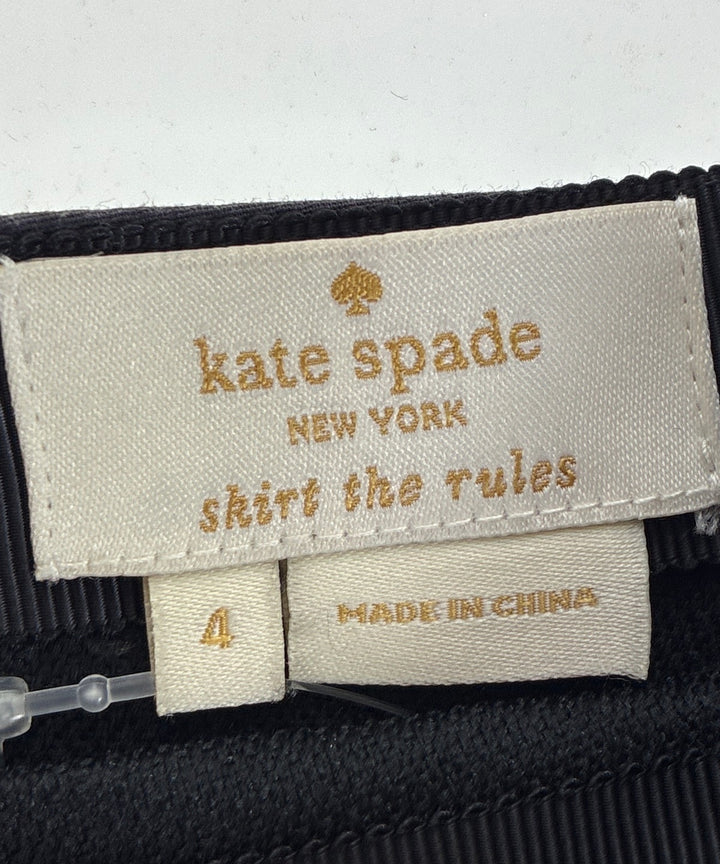 kate spade
NEW YORK
skirt the rules
4
MADE IN CHINA